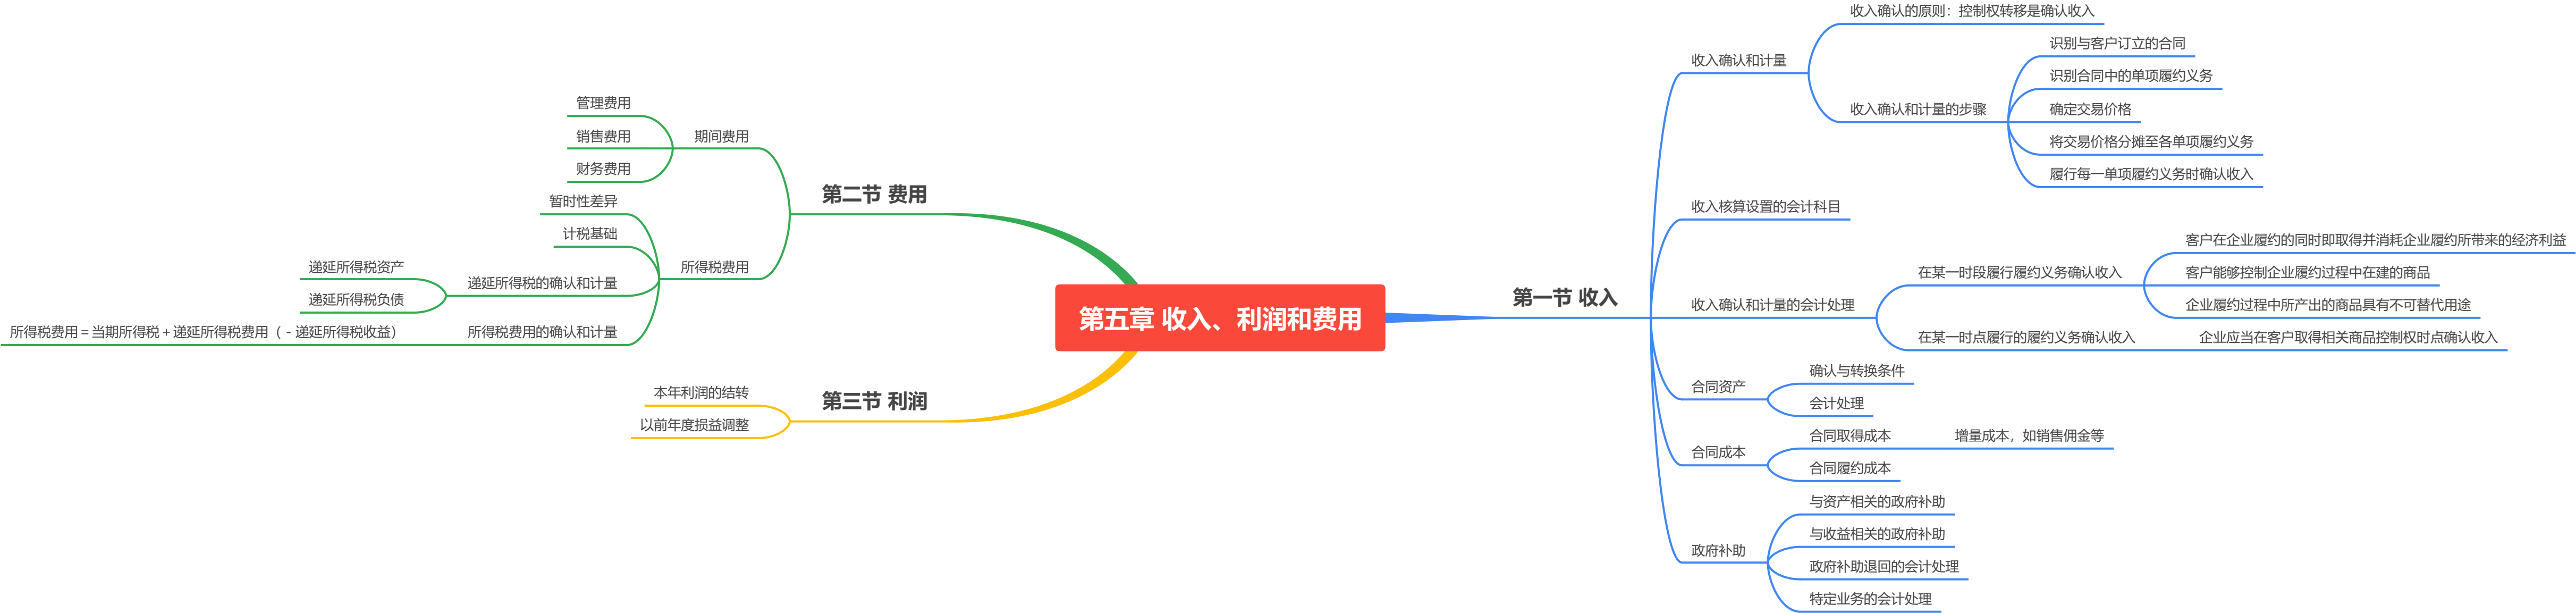 第五章 收入、利润和费用
第一节 收入
收入确认和计量
收入确认的原则：控制权转移是确认收入
收入确认和计量的步骤
识别与客户订立的合同
识别合同中的单项履约义务
确定交易价格
将交易价格分摊至各单项履约义务
履行每一单项履约义务时确认收入
收入核算设置的会计科目
收入确认和计量的会计处理
在某一时段履行履约义务确认收入
客户在企业履约的同时即取得并消耗企业履约所带来的经济利益
客户能够控制企业履约过程中在建的商品
企业履约过程中所产出的商品具有不可替代用途
在某一时点履行的履约义务确认收入
企业应当在客户取得相关商品控制权时点确认收入
合同资产
确认与转换条件
会计处理
合同成本
合同取得成本
增量成本，如销售佣金等
合同履约成本
政府补助
与资产相关的政府补助
与收益相关的政府补助
政府补助退回的会计处理
特定业务的会计处理
第二节 费用
期间费用
管理费用
销售费用
财务费用
所得税费用
暂时性差异
计税基础
递延所得税的确认和计量
递延所得税资产
递延所得税负债
所得税费用的确认和计量
所得税费用＝当期所得税＋递延所得税费用（－递延所得税收益）
第三节 利润
本年利润的结转
以前年度损益调整